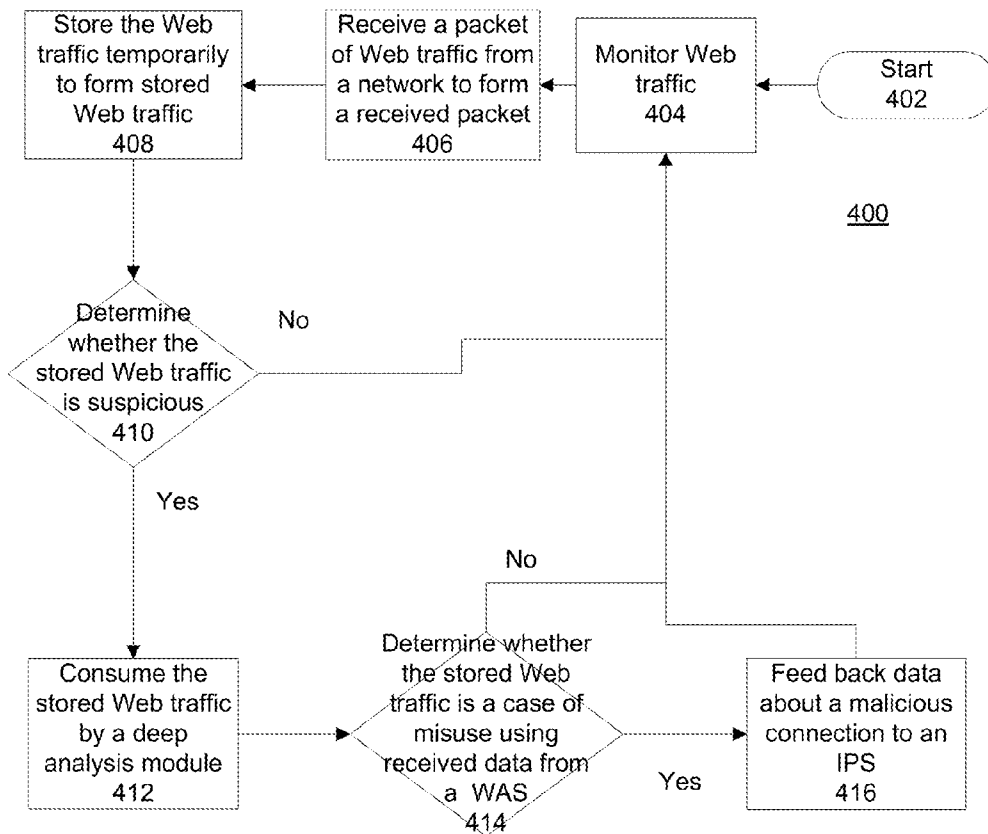 Start
402
Monitor Web
traffic
404
Receive a packet
of Web traffic from
a network to form
a received packet
406
Store the Web
traffic temporarily
to form stored
Web traffic
408
400
Determine
whether the
stored Web traffic
is suspicious
410
No
Yes
Consume the
stored Web traffic
by a deep
analysis module
412
Determine whether
the stored Web
traffic is a case of
misuse using
received data from
a WAS
414
No
Yes
Feed back data
about a malicious
connection to an
IPS
416